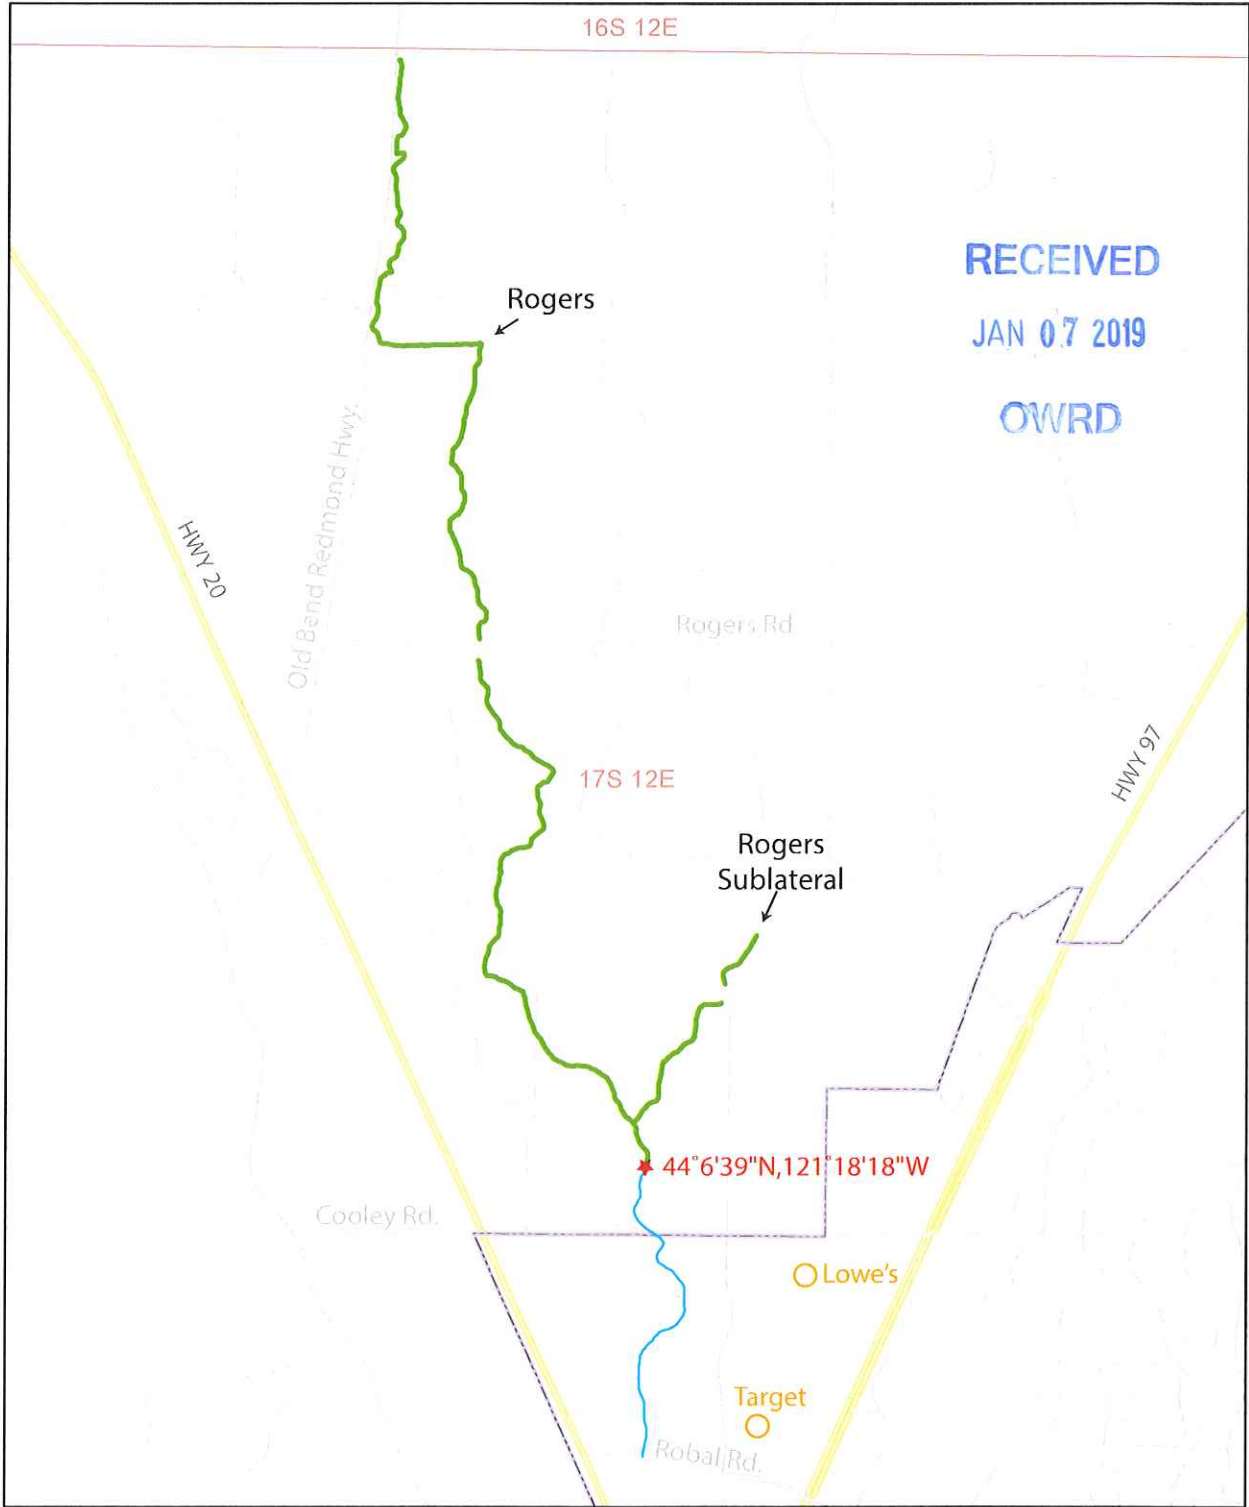 16S 12E
RECEIVED
JAN 07 2019
OWRD
Rogers
Old Bend Redmond Hwy.
HWY 20
Rogers Rd
HWY 97
17S 12E
Rogers
Sublateral
44°6'39"N,121°18'18"W
Cooley Rd.
Lowe's
Target
Robal Rd.